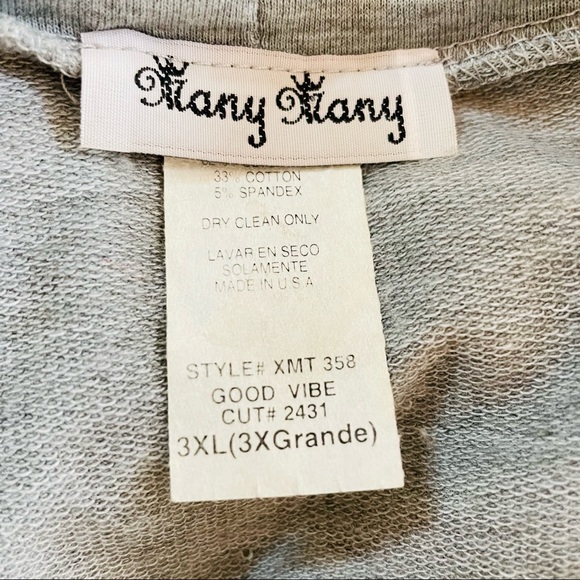 Many Many
33% COTTON
5% SPANDEX
DRY CLEAN ONLY
LAVAR EN SECO
SOLAMENTE
MADE IN U.S.A
STYLE# XMT 358
GOOD VIBE
CUT# 2431
3XL(3XGrande)